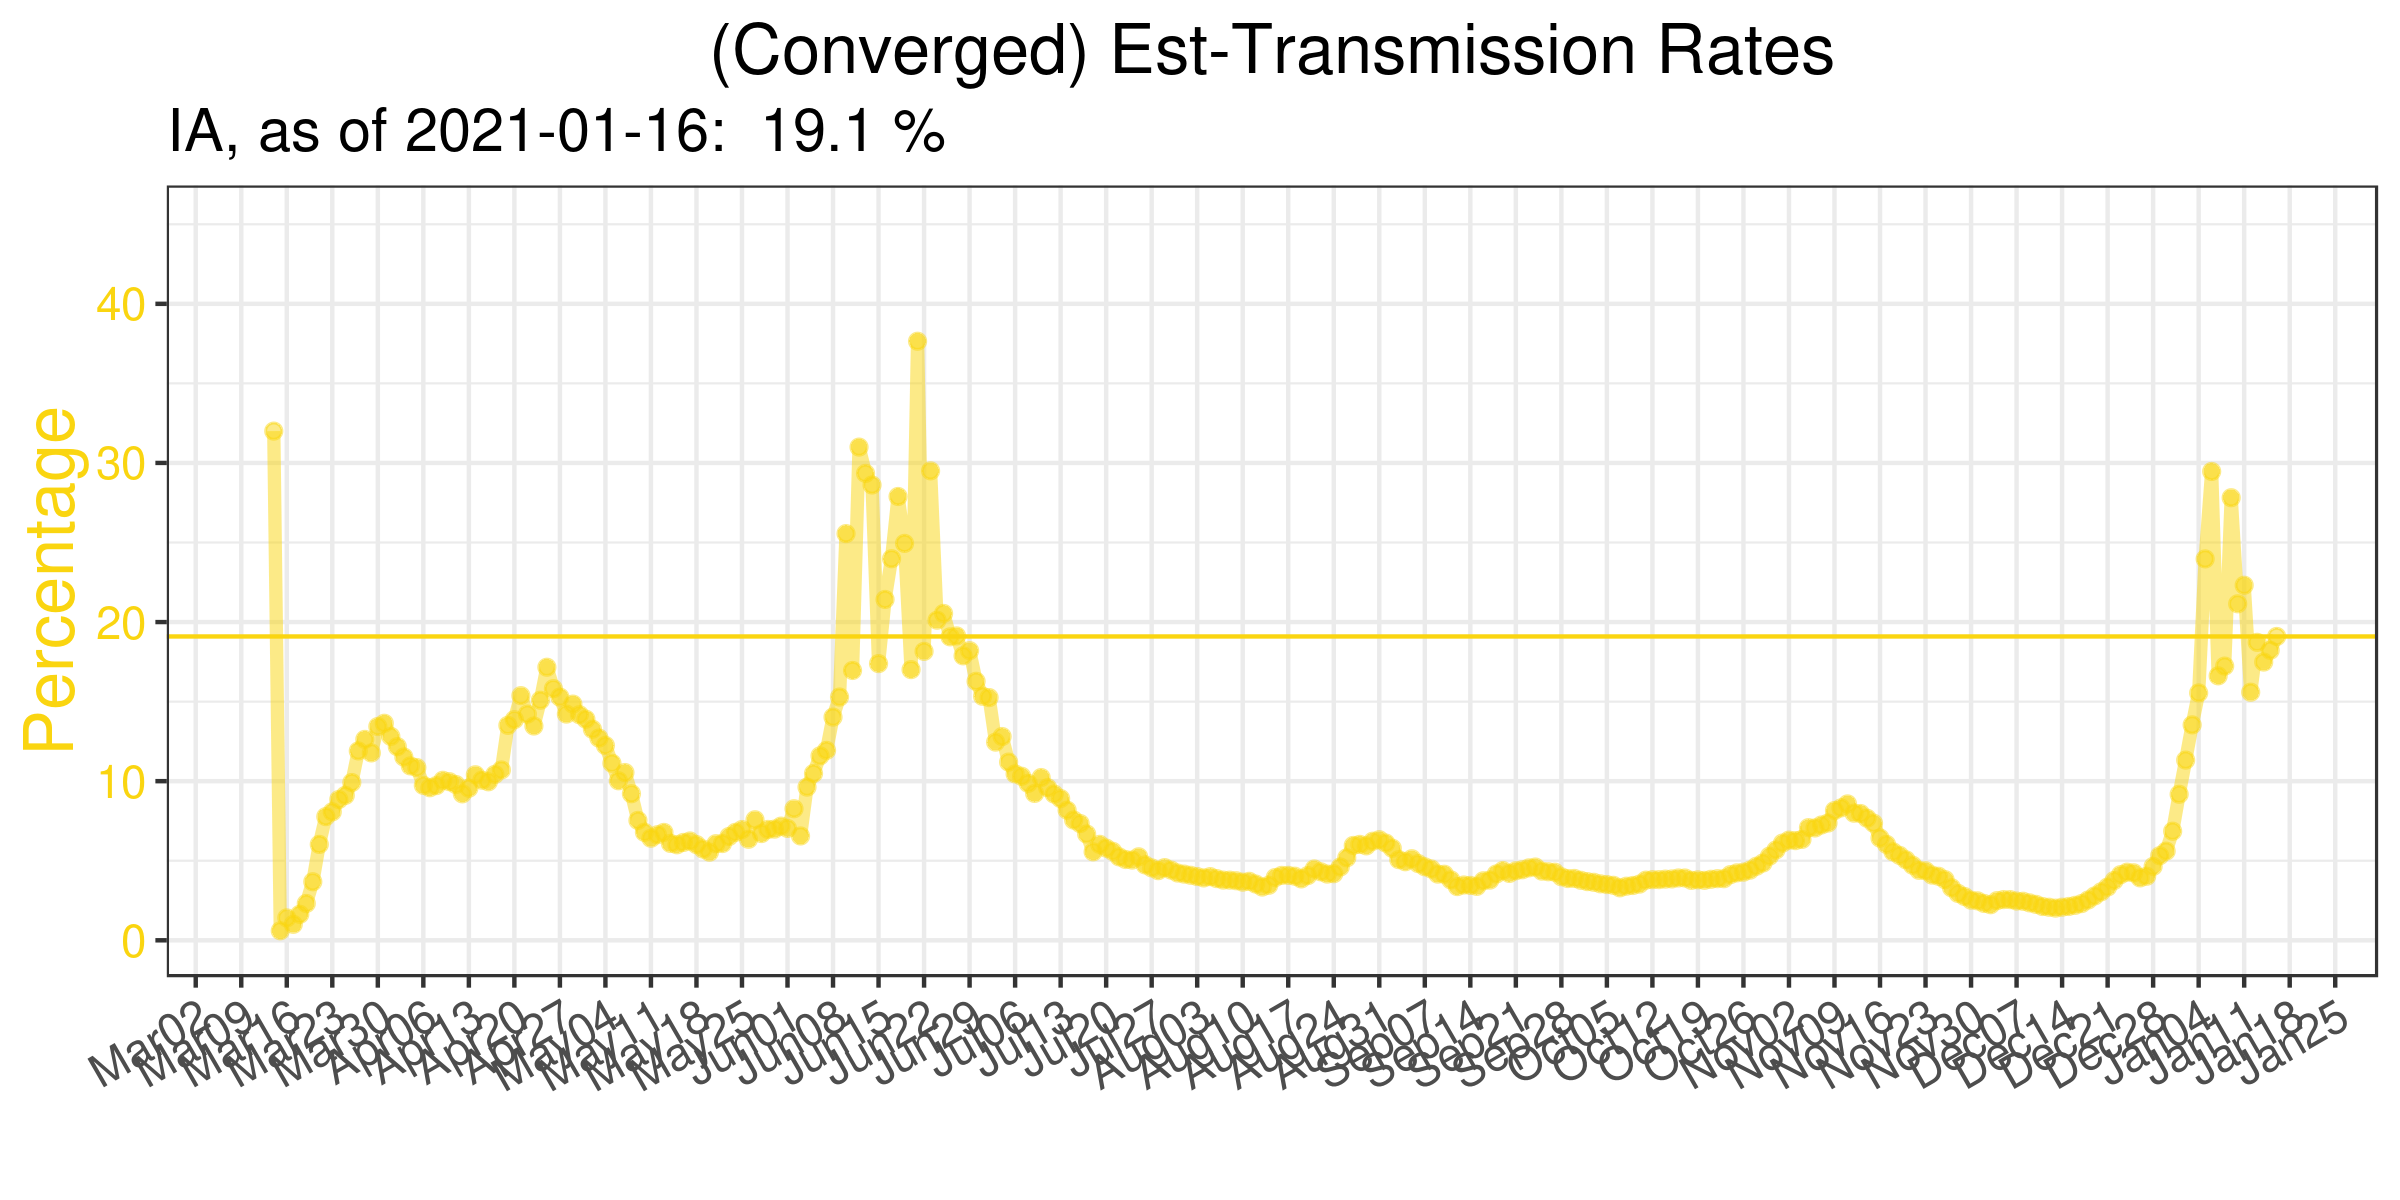 (Converged) Est-Transmission Rates
IA, as of 2021-01-16: 19.1 %
Percentage
40
30
20
10
0
Mar02
Mar09
Mar16
Mar23
Mar30
Apr06
Apr13
Apr20
Apr27
May04
May11
May18
May25
Jun01
Jun08
Jun15
Jun22
Jun29
Jul06
Jul13
Jul20
Jul27
Aug03
Aug10
Aug17
Aug24
Aug31
Sep07
Sep14
Sep21
Sep28
Oct05
Oct12
Oct19
Oct26
Nov02
Nov09
Nov16
Nov23
Nov30
Dec07
Dec14
Dec21
Dec28
Jan04
Jan11
Jan18
Jan25